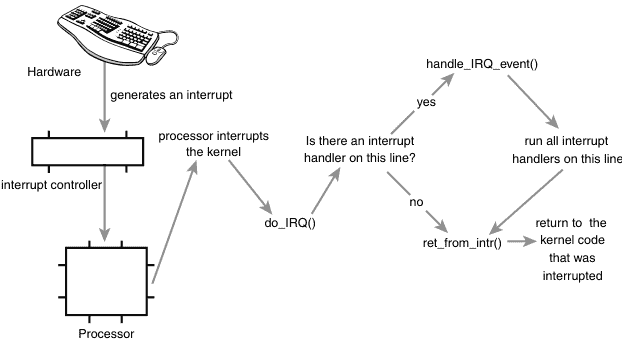 Hardware
generates an interrupt
interrupt controller
Processor
processor interrupts
the kernel
do_IRQ()
Is there an interrupt
handler on this line?
yes
no
handle_IRQ_event()
run all interrupt
handlers on this line
ret_from_intr()
return to the
kernel code
that was
interrupted